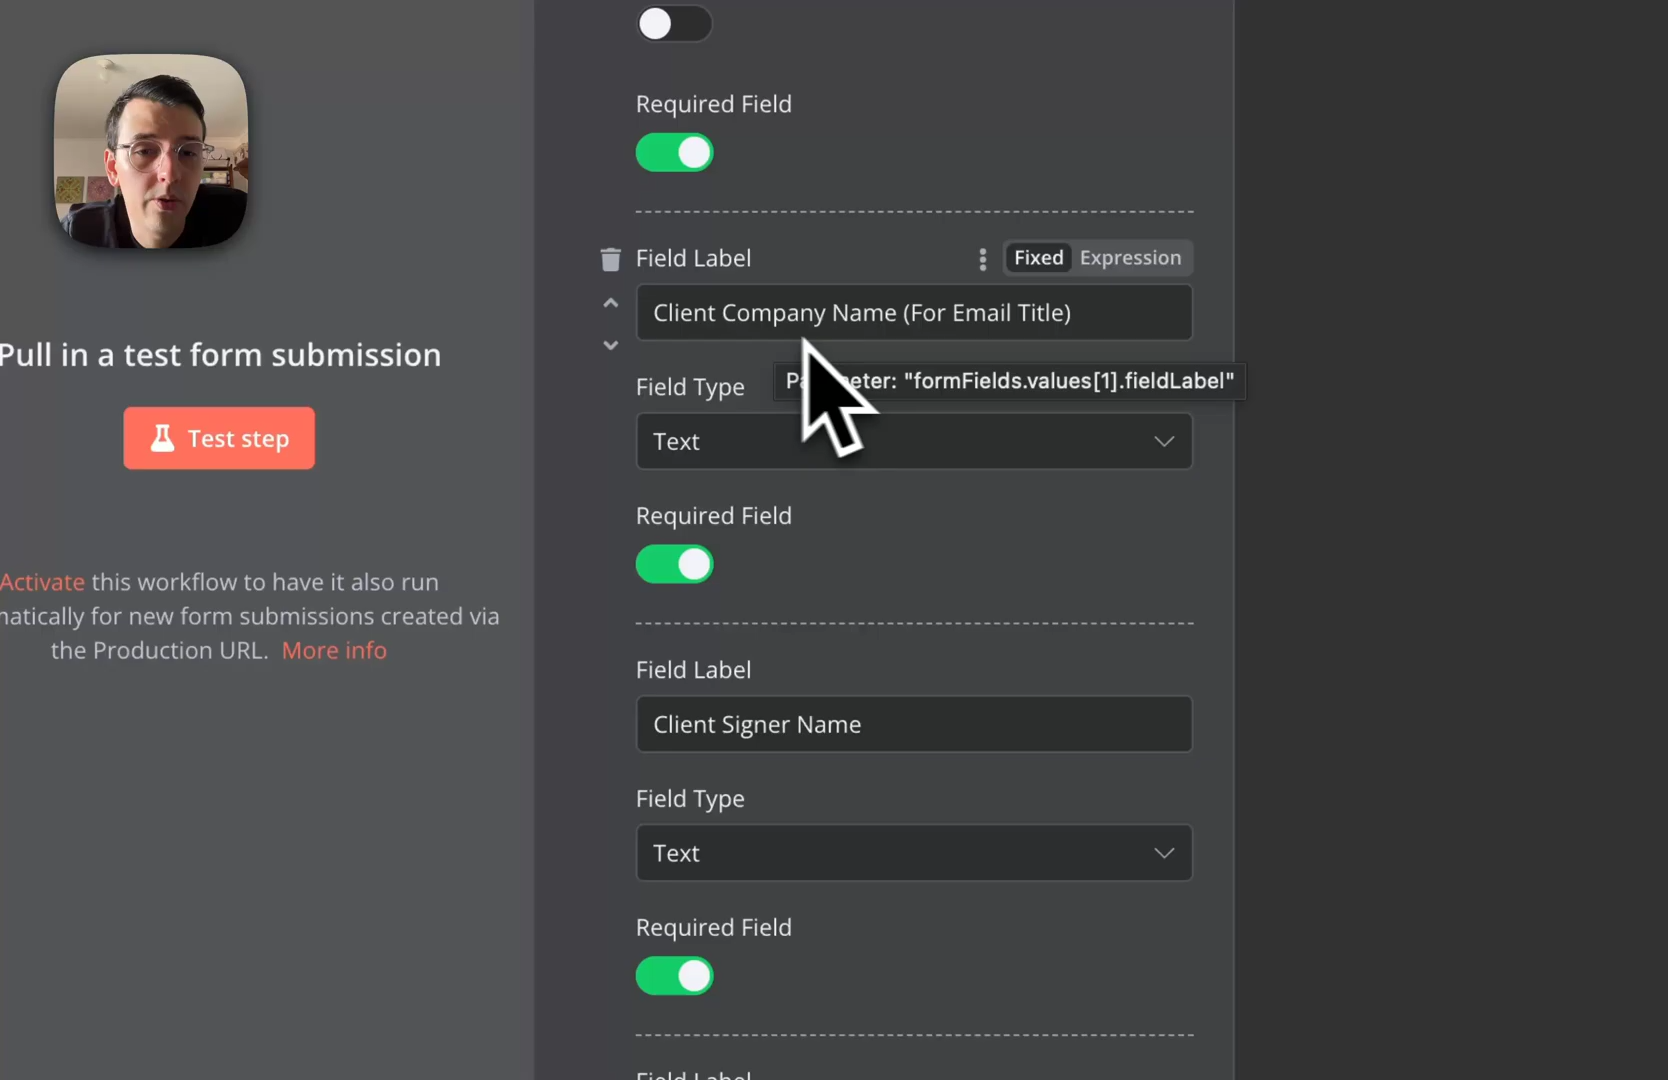 Required Field
Field Label
Fixed Expression
Client Company Name (For Email Title)
Pull in a test form submission
Field Type
"formFields.values[1].fieldLabel"
Test step
Text
Required Field
Activate this workflow to have it also run
for new form submissions created via
the Production URL. More info
Field Label
Client Signer Name
Field Type
Text
Required Field
Field Label